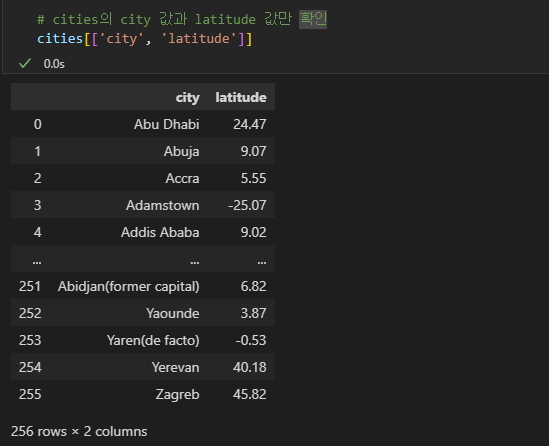 # cities의 city 값과 latitude 값만 확인
cities[['city', 'latitude']]
0.0s
city latitude
0 Abu Dhabi 24.47
1 Abuja 9.07
2 Accra 5.55
3 Adamstown -25.07
4 Addis Ababa 9.02
... ... ...
251 Abidjan(former capital) 6.82
252 Yaounde 3.87
253 Yaren(de facto) -0.53
254 Yerevan 40.18
255 Zagreb 45.82
256 rows × 2 columns